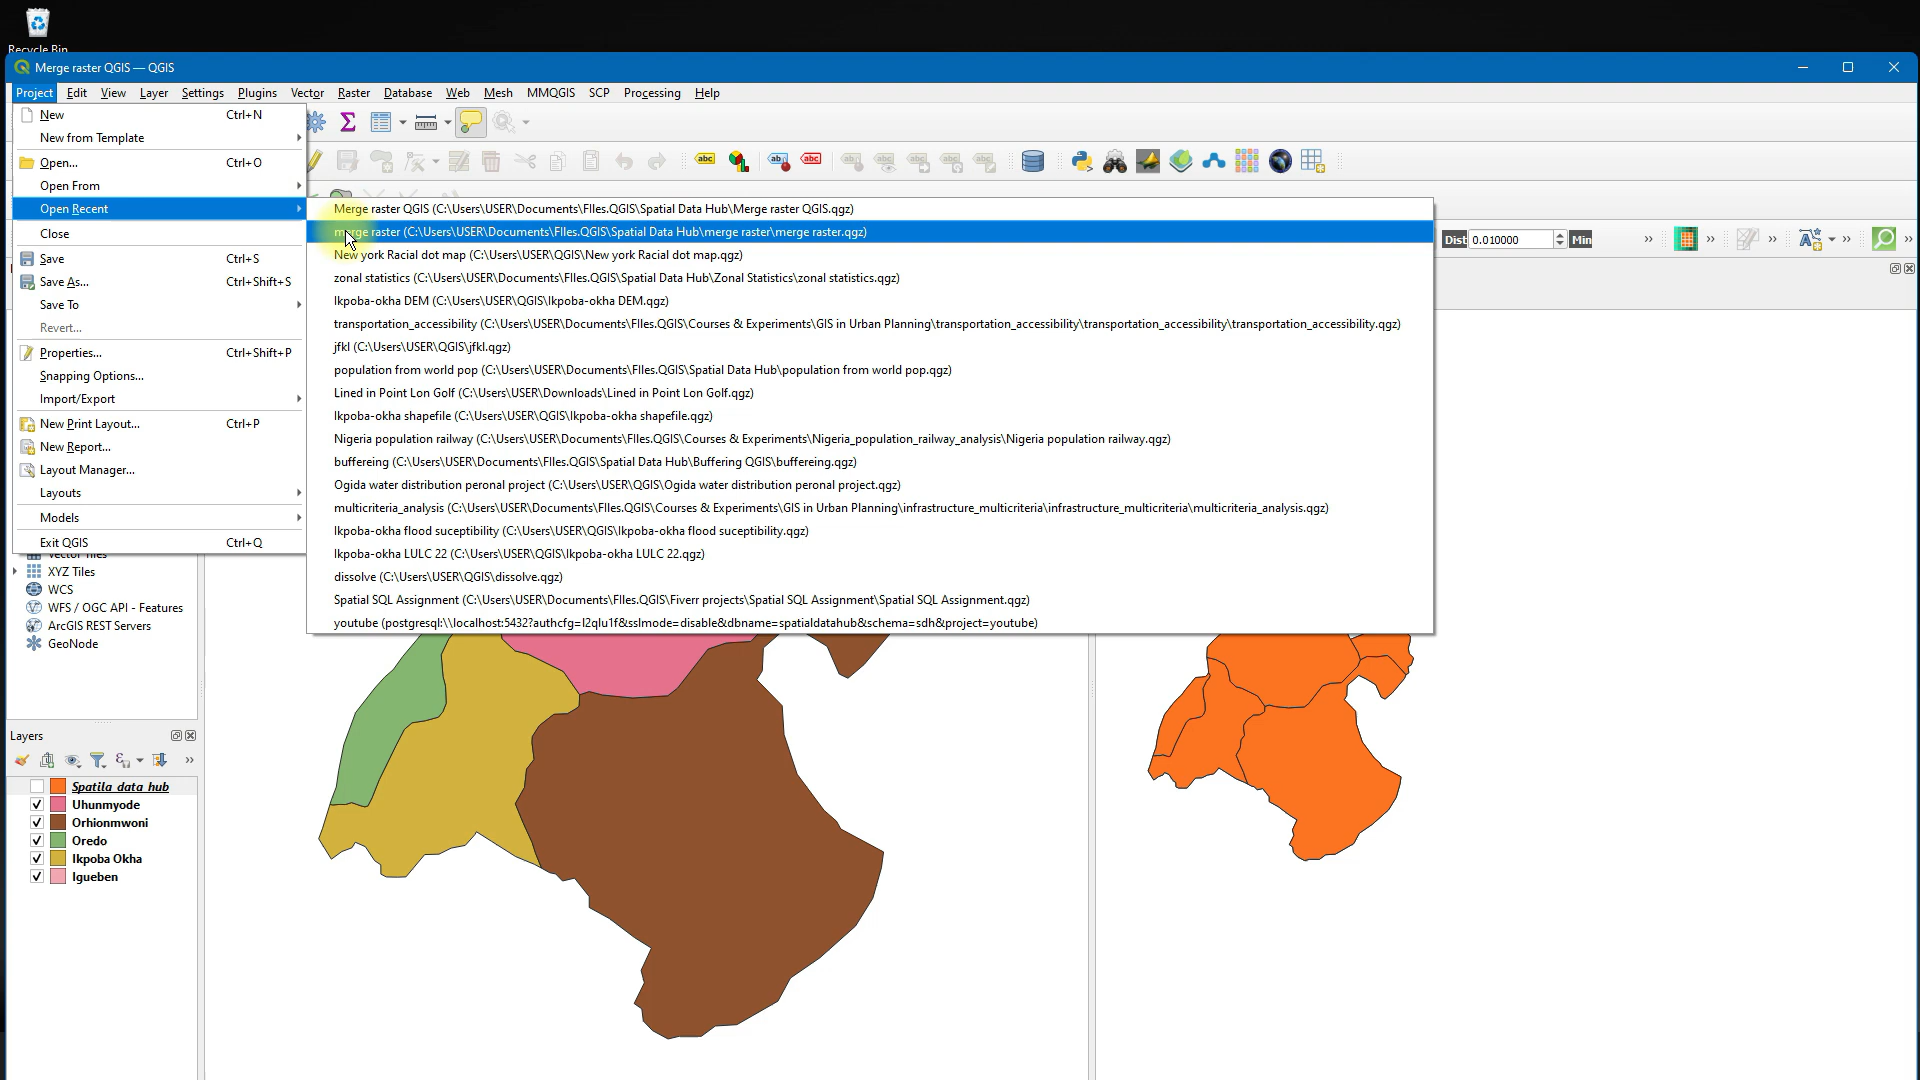 Recycle Bin
Merge raster QGIS — QGIS
Project Edit View Layer Settings Plugins Vector Raster Database Web Mesh MMQGIS SCP Processing Help
New Ctrl+N
New from Template
Open... Ctrl+O
Open From
Open Recent
Close
Save Ctrl+S
Save As... Ctrl+Shift+S
Save To
Revert...
Properties... Ctrl+Shift+P
Snapping Options...
Import/Export
New Print Layout... Ctrl+P
New Report...
Layout Manager...
Layouts
Models
Exit QGIS Ctrl+Q
abc abc abc abc abc abc abc abc
Merge raster QGIS (C:\Users\USER\Documents\FIles.QGIS\Spatial Data Hub\Merge raster QGIS.qgz)
merge raster (C:\Users\USER\Documents\FIles.QGIS\Spatial Data Hub\merge raster\merge raster.qgz)
New york Racial dot map (C:\Users\USER\QGIS\New york Racial dot map.qgz)
zonal statistics (C:\Users\USER\Documents\FIles.QGIS\Spatial Data Hub\Zonal Statistics\zonal statistics.qgz)
Ikpoba-okha DEM (C:\Users\USER\QGIS\Ikpoba-okha DEM.qgz)
transportation_accessibility (C:\Users\USER\Documents\FIles.QGIS\Courses & Experiments\GIS in Urban Planning\transportation_accessibility\transportation_accessibility\transportation_accessibility.qgz)
jfkl (C:\Users\USER\QGIS\jfkl.qgz)
population from world pop (C:\Users\USER\Documents\FIles.QGIS\Spatial Data Hub\population from world pop.qgz)
Lined in Point Lon Golf (C:\Users\USER\Downloads\Lined in Point Lon Golf.qgz)
Ikpoba-okha shapefile (C:\Users\USER\QGIS\Ikpoba-okha shapefile.qgz)
Nigeria population railway (C:\Users\USER\Documents\FIles.QGIS\Courses & Experiments\Nigeria_population_railway_analysis\Nigeria population railway.qgz)
buffereing (C:\Users\USER\Documents\FIles.QGIS\Spatial Data Hub\Buffering QGIS\buffereing.qgz)
Ogida water distribution peronal project (C:\Users\USER\QGIS\Ogida water distribution peronal project.qgz)
multicriteria_analysis (C:\Users\USER\Documents\FIles.QGIS\Courses & Experiments\GIS in Urban Planning\infrastructure_multicriteria\infrastructure_multicriteria\multicriteria_analysis.qgz)
Ikpoba-okha flood suceptibility (C:\Users\USER\QGIS\Ikpoba-okha flood suceptibility.qgz)
Ikpoba-okha LULC 22 (C:\Users\USER\QGIS\Ikpoba-okha LULC 22.qgz)
dissolve (C:\Users\USER\QGIS\dissolve.qgz)
Spatial SQL Assignment (C:\Users\USER\Documents\FIles.QGIS\Fiverr projects\Spatial SQL Assignment\Spatial SQL Assignment.qgz)
youtube (postgresql:\\localhost:5432?authcfg=l2qlu1f&sslmode=disable&dbname=spatialdatahub&schema=sdh&project=youtube)
Dist 0.010000 Min
Vector Tiles
XYZ Tiles
WCS
WFS / OGC API - Features
ArcGIS REST Servers
GeoNode
Layers
Spatila data hub
Uhunmyode
Orhionmwoni
Oredo
Ikpoba Okha
Igueben